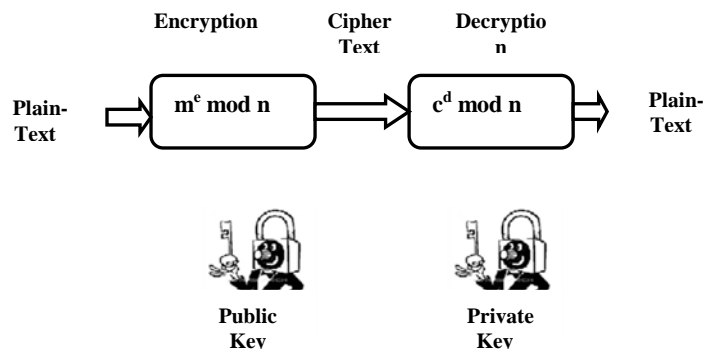 Encryption
Cipher
Text
Decryptio
n
Plain-
Text
m^e mod n
c^d mod n
Plain-
Text
Public
Key
Private
Key